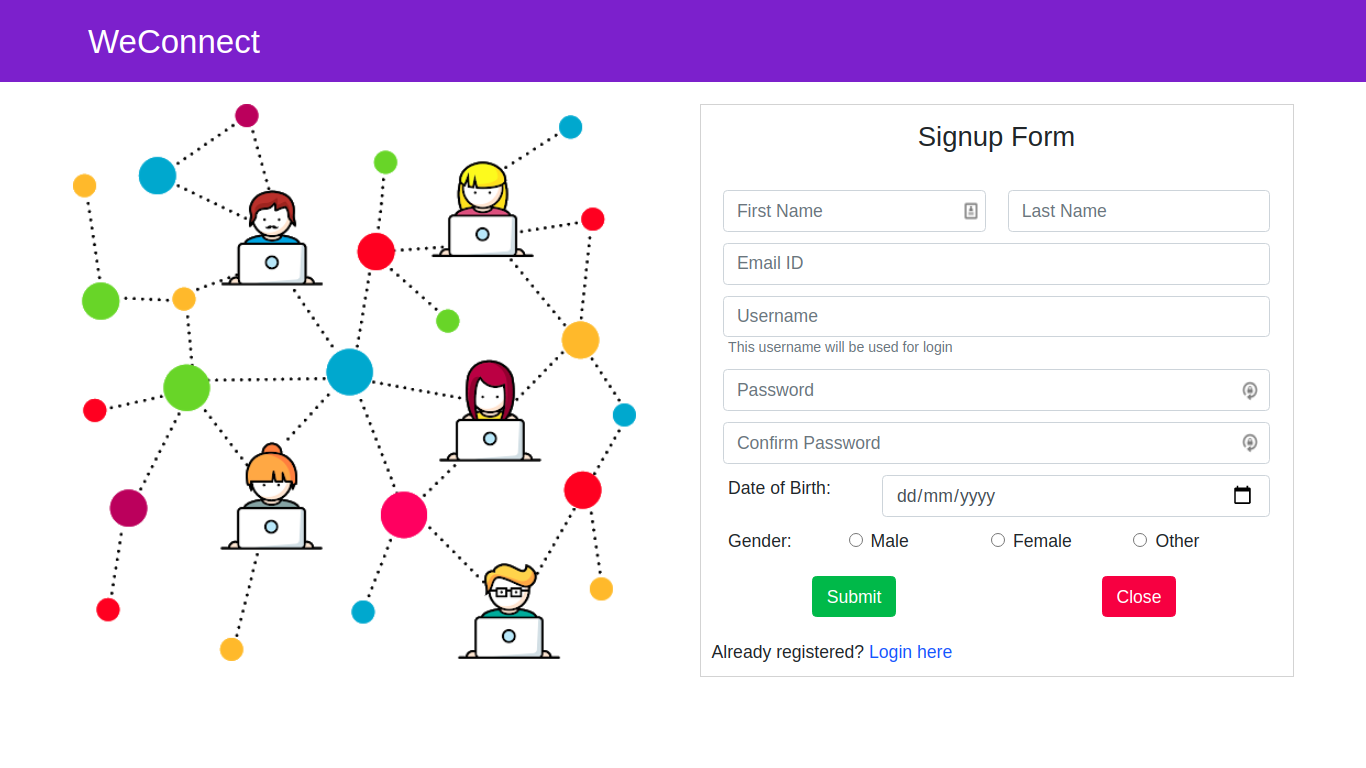 WeConnect
Signup Form
First Name Last Name
Email ID
Username
This username will be used for login
Password
Confirm Password
Date of Birth: dd/mm/yyyy
Gender: Male Female Other
Submit Close
Already registered? Login here